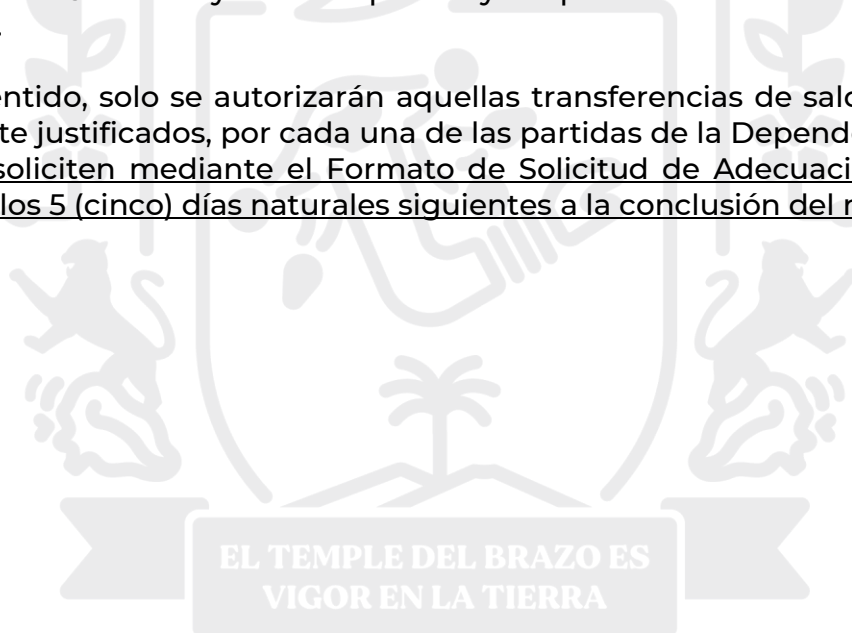 entido, solo se autorizarán aquellas transferencias de sald
te justificados, por cada una de las partidas de la Depend
soliciten mediante el Formato de Solicitud de Adecuaci
los 5 (cinco) días naturales siguientes a la conclusión del
EL TEMPLE DEL BRAZO ES
VIGOR EN LA TIERRA